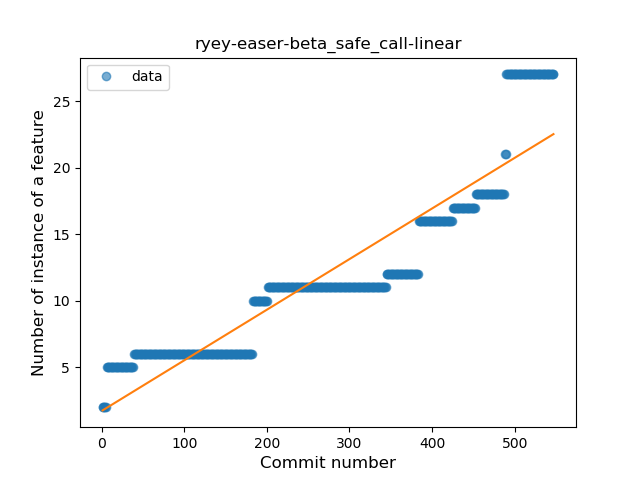 ryey-easer-beta_safe_call-linear
data
Number of instance of a feature
25
20
15
10
5
0 100 200 300 400 500
Commit number